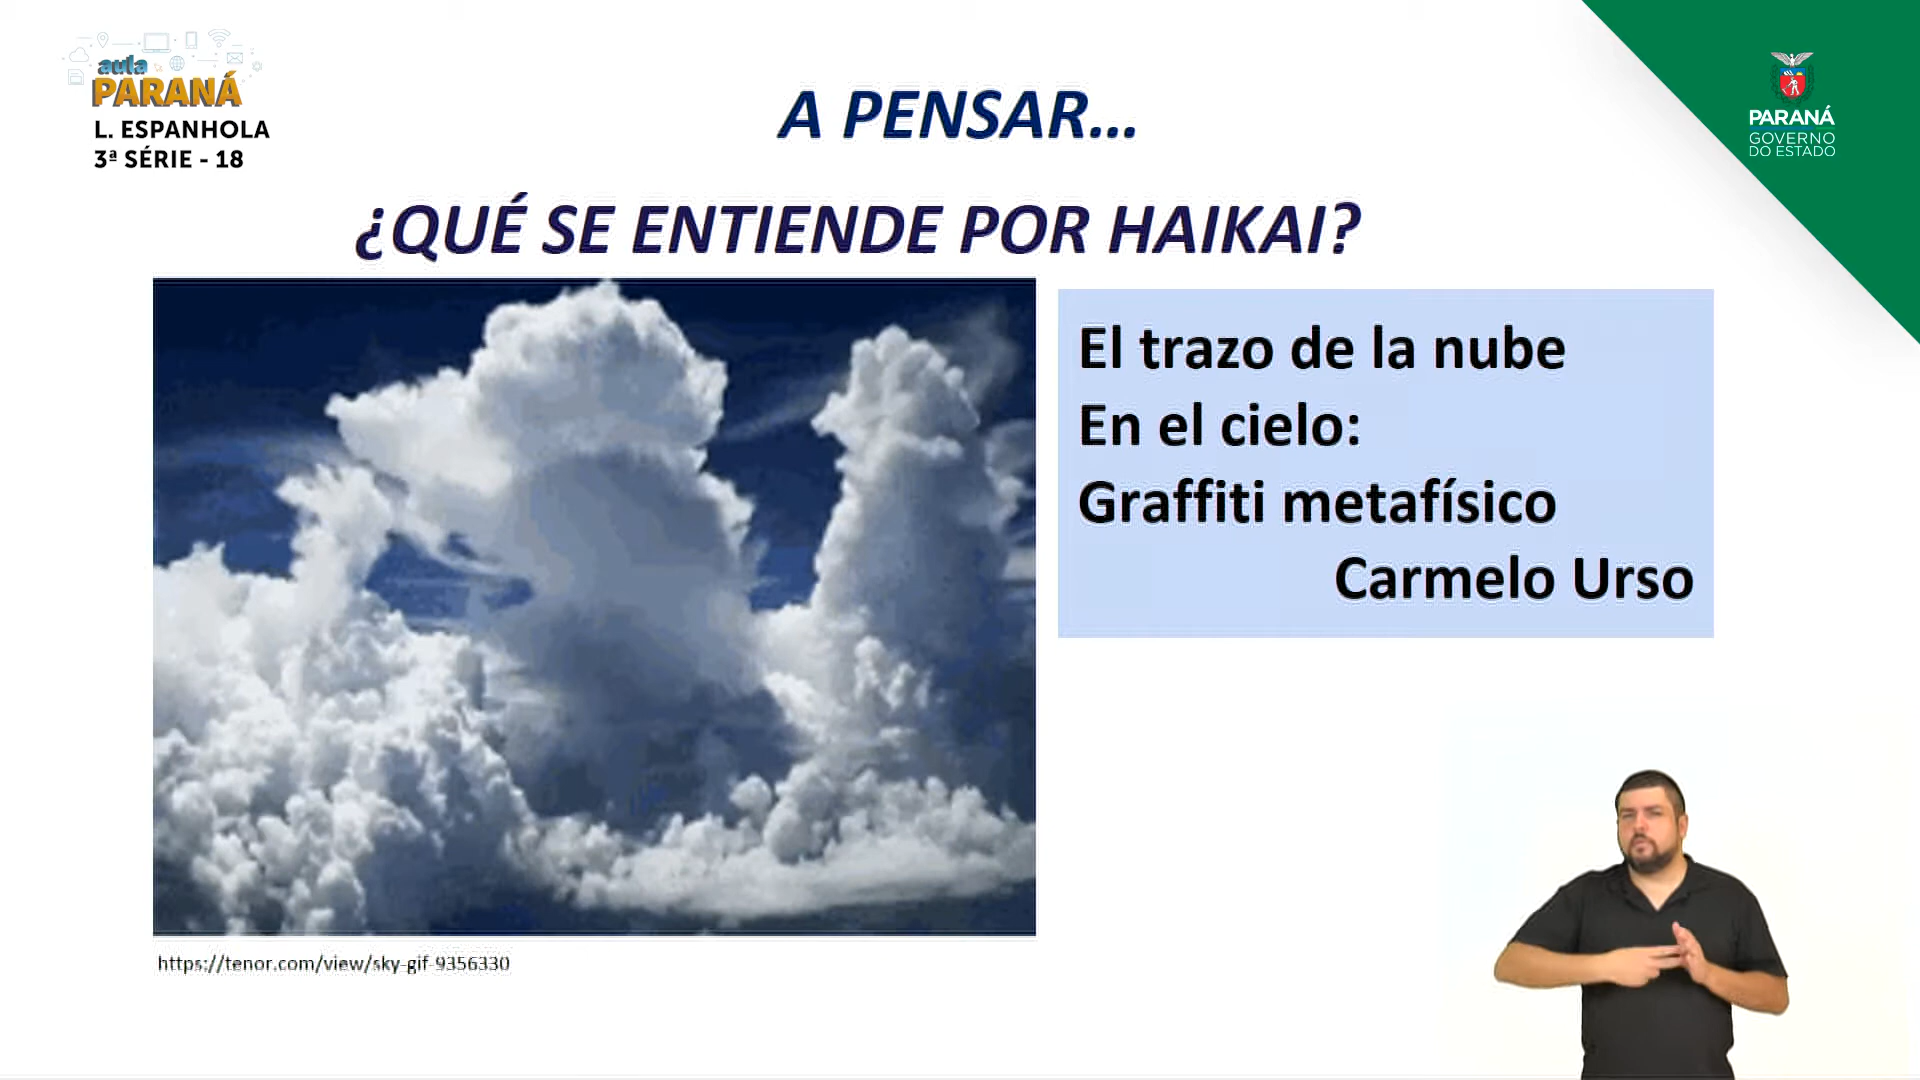 aula
PARANÁ
L. ESPANHOLA
3ª SÉRIE - 18
A PENSAR...
PARANÁ
GOVERNO
DO ESTADO
¿QUÉ SE ENTIENDE POR HAIKAI?
El trazo de la nube
En el cielo:
Graffiti metafísico
Carmelo Urso
https://tenor.com/view/sky-gif-9356330